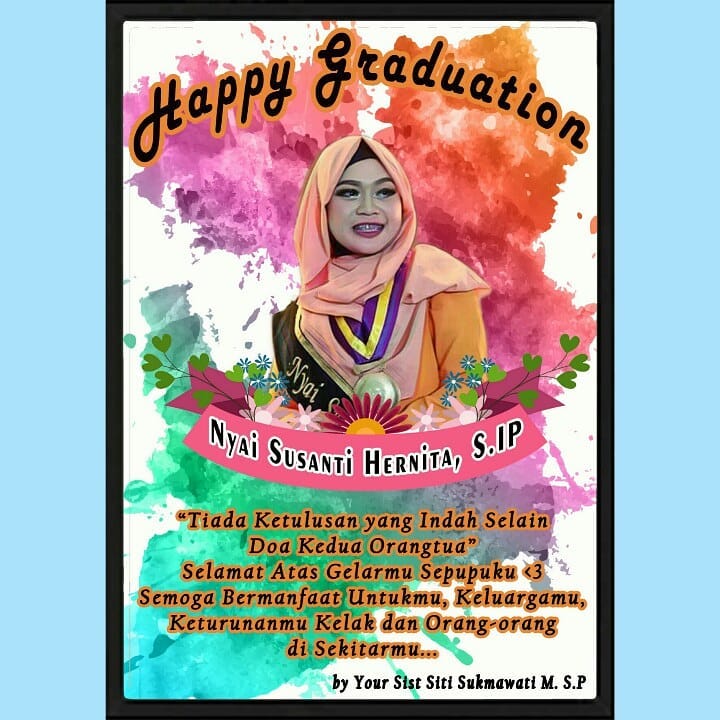 Happy Graduation
Nyai
Nyai Susanti Hernita, S.IP
“Tiada Ketulusan yang Indah Selain
Doa Kedua Orangtua”
Selamat Atas Gelarmu Sepupuku <3
Semoga Bermanfaat Untukmu, Keluargamu,
Keturunanmu Kelak dan Orang-orang
di Sekitarmu...
by Your Sist Siti Sukmawati M. S.P